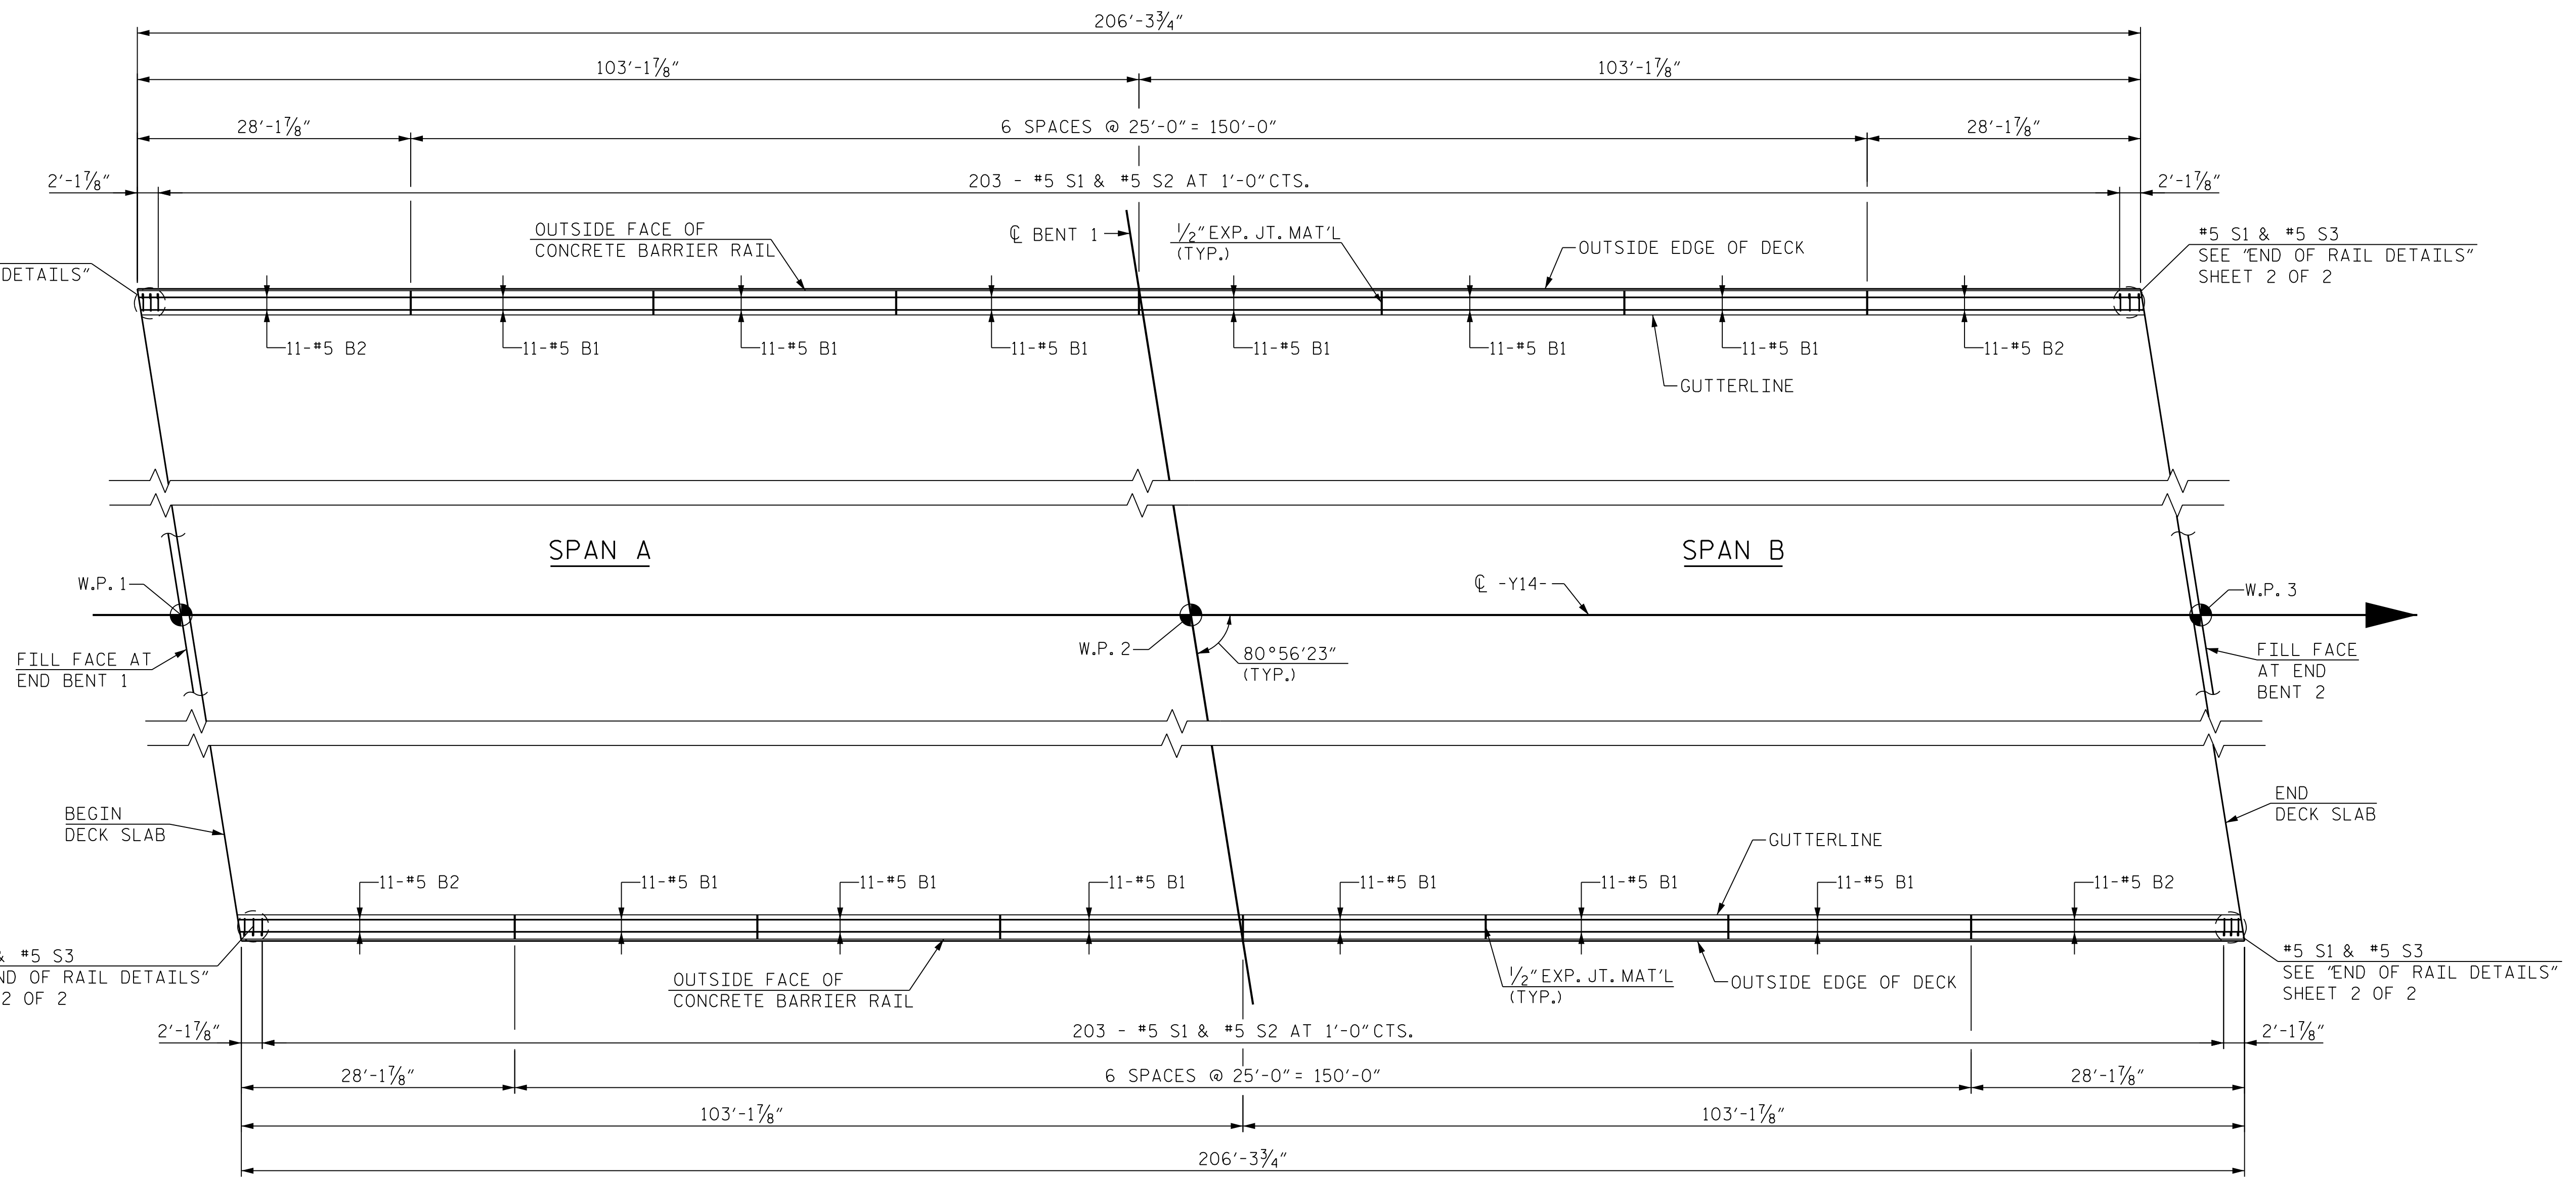 206'-3¾"
103'-1⅞"
103'-1⅞"
28'-1⅞"
6 SPACES @ 25'-0" = 150'-0"
28'-1⅞"
2'-1⅞"
203 - #5 S1 & #5 S2 AT 1'-0" CTS.
2'-1⅞"
OUTSIDE FACE OF
CONCRETE BARRIER RAIL
℄ BENT 1
½" EXP. JT. MAT'L
(TYP.)
OUTSIDE EDGE OF DECK
#5 S1 & #5 S3
SEE "END OF RAIL DETAILS"
SHEET 2 OF 2
DETAILS"
11-#5 B2
11-#5 B1
11-#5 B1
11-#5 B1
11-#5 B1
11-#5 B1
11-#5 B1
11-#5 B2
GUTTERLINE
SPAN A
SPAN B
W.P. 1
℄ -Y14-
W.P. 3
W.P. 2
80°56'23"
(TYP.)
FILL FACE AT
END BENT 1
FILL FACE
AT END
BENT 2
BEGIN
DECK SLAB
END
DECK SLAB
GUTTERLINE
11-#5 B2
11-#5 B1
11-#5 B1
11-#5 B1
11-#5 B1
11-#5 B1
11-#5 B1
11-#5 B2
& #5 S3
ND OF RAIL DETAILS"
2 OF 2
OUTSIDE FACE OF
CONCRETE BARRIER RAIL
½" EXP. JT. MAT'L
(TYP.)
OUTSIDE EDGE OF DECK
#5 S1 & #5 S3
SEE "END OF RAIL DETAILS"
SHEET 2 OF 2
2'-1⅞"
203 - #5 S1 & #5 S2 AT 1'-0" CTS.
2'-1⅞"
28'-1⅞"
6 SPACES @ 25'-0" = 150'-0"
28'-1⅞"
103'-1⅞"
103'-1⅞"
206'-3¾"